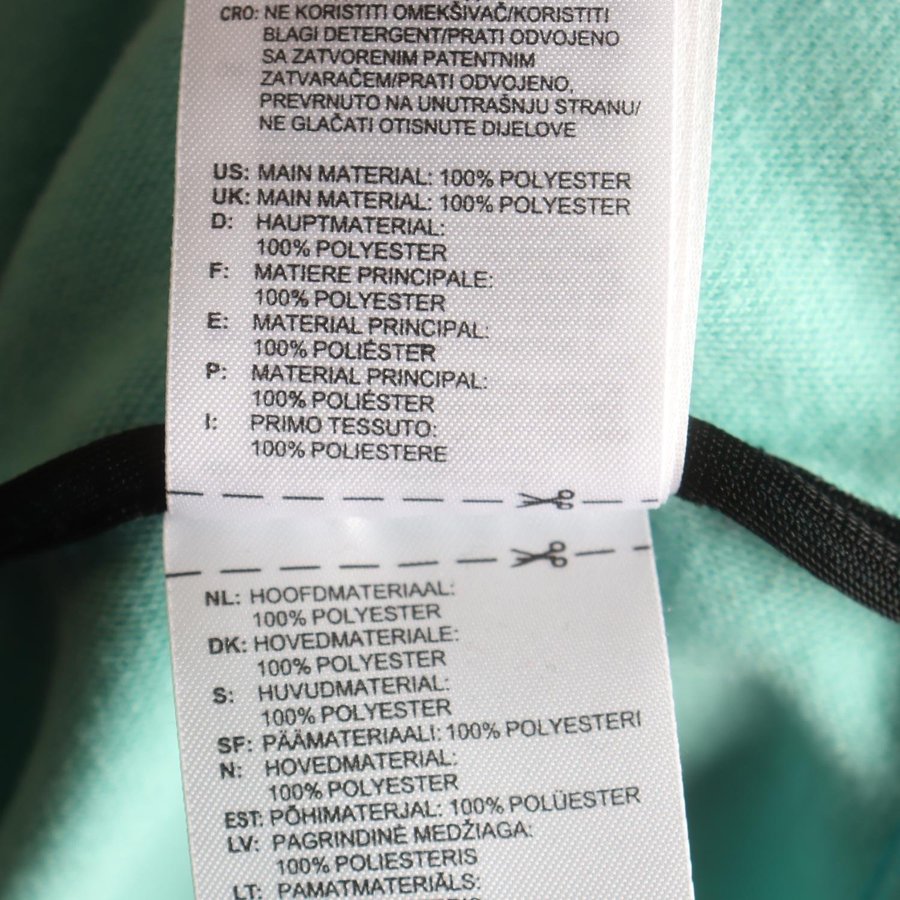 CRO: NE KORISTITI OMEKŠIVAČ/KORISTITI
BLAGI DETERGENT/PRATI ODVOJENO
SA ZATVORENIM PATENTNIM
ZATVARAČEM/PRATI ODVOJENO,
PREVRNUTO NA UNUTRAŠNJU STRANU/
NE GLAČATI OTISNUTE DIJELOVE
US: MAIN MATERIAL: 100% POLYESTER
UK: MAIN MATERIAL: 100% POLYESTER
D: HAUPTMATERIAL:
100% POLYESTER
F: MATIERE PRINCIPALE:
100% POLYESTER
E: MATERIAL PRINCIPAL:
100% POLIÉSTER
P: MATERIAL PRINCIPAL:
100% POLIÉSTER
I: PRIMO TESSUTO:
100% POLIESTERE
NL: HOOFDMATERIAAL:
100% POLYESTER
DK: HOVEDMATERIALE:
100% POLYESTER
S: HUVUDMATERIAL:
100% POLYESTER
SF: PÄÄMATERIAALI: 100% POLYESTERI
N: HOVEDMATERIAL:
100% POLYESTER
EST: PÕHIMATERJAL: 100% POLÜESTER
LV: PAGRINDINĖ MEDŽIAGA:
100% POLIESTERIS
LT: PAMATMATERIĀLS: